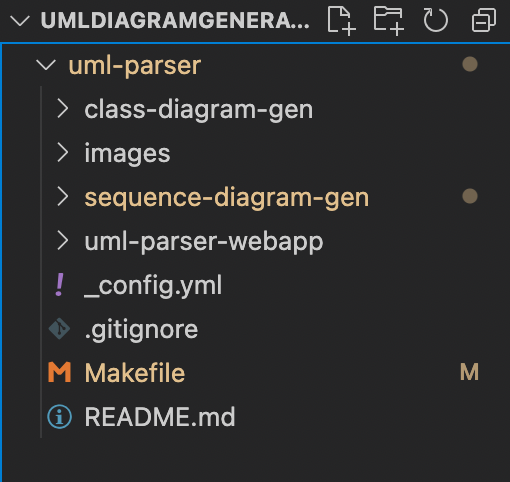 UMLDIAGRAMGENERA...
uml-parser
class-diagram-gen
images
sequence-diagram-gen
uml-parser-webapp
_config.yml
.gitignore
Makefile M
README.md